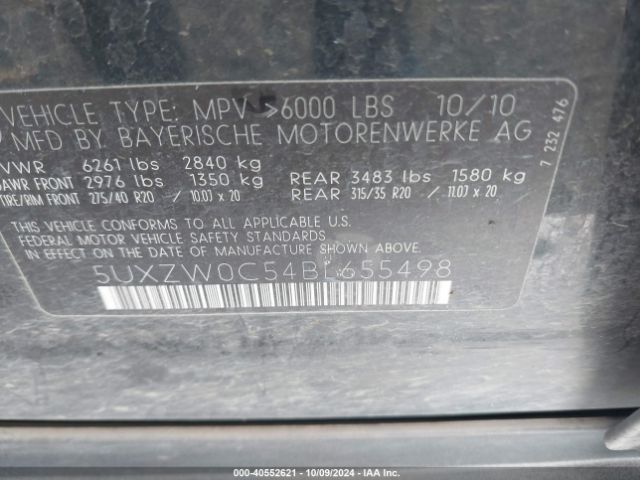 VEHICLE TYPE: MPV >6000 LBS 10/10
MFD BY BAYERISCHE MOTORENWERKE AG
VWR 6261 lbs 2840 kg
AWR FRONT 2976 lbs 1350 kg REAR 3483 lbs 1580 kg
TIRE/RIM FRONT 275/40 R20 / 10.0J x 20 REAR 315/35 R20 / 11.0J x 20
THIS VEHICLE CONFORMS TO ALL APPLICABLE U.S.
FEDERAL MOTOR VEHICLE SAFETY STANDARDS IN
EFFECT ON THE DATE OF MANUFACTURE SHOWN ABOVE.
5UXZW0C54BL655498
7 232 476
000-40552621 - 10/09/2024 - IAA Inc.